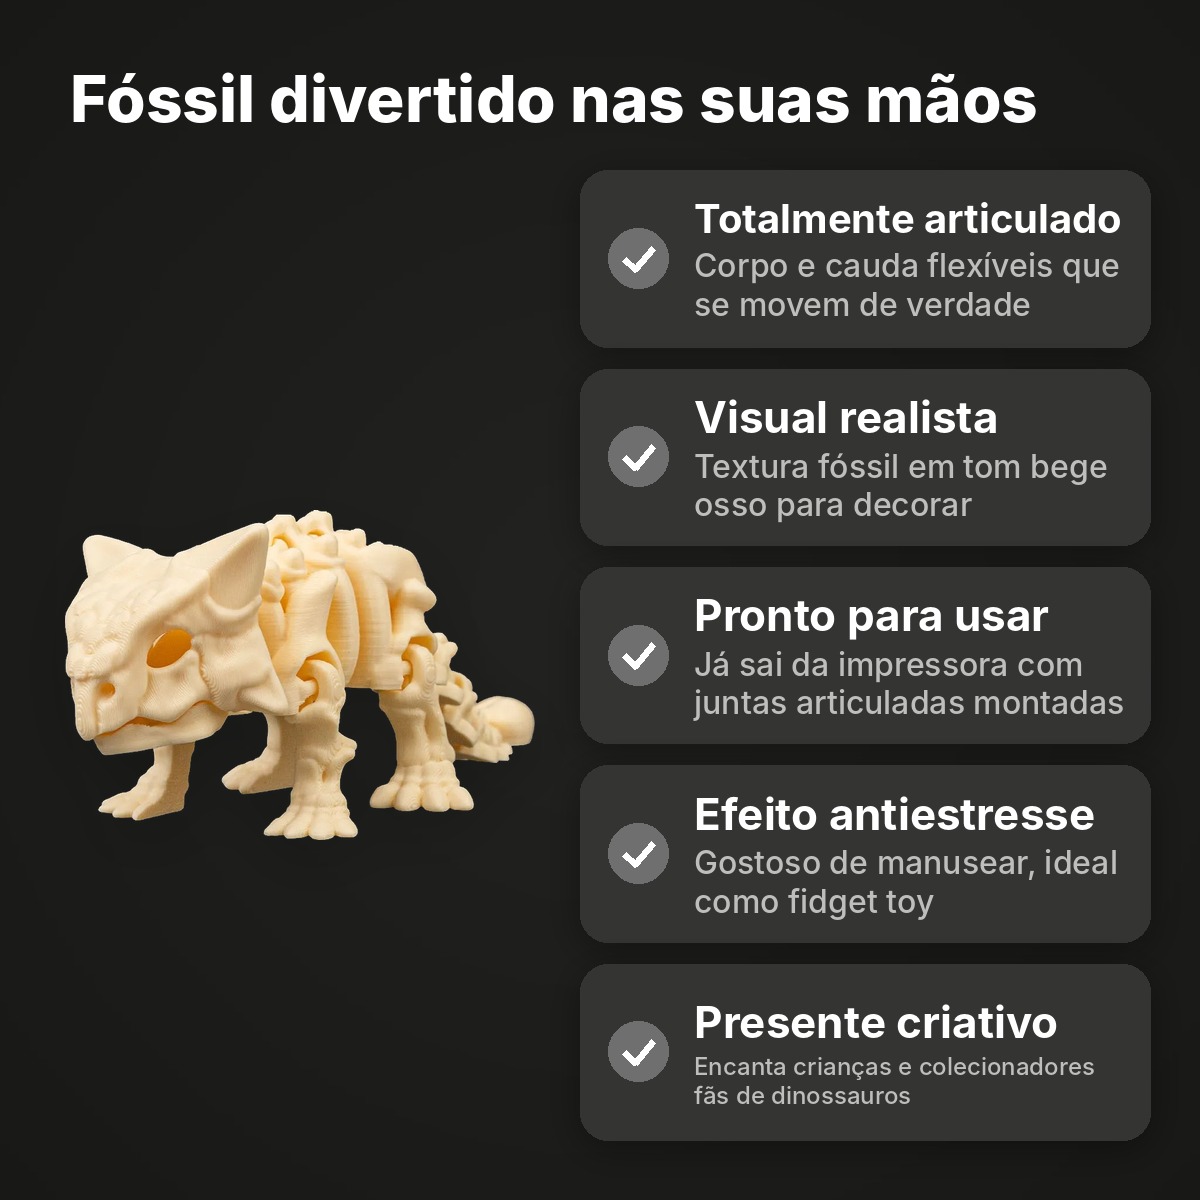 Fóssil divertido nas suas mãos
Totalmente articulado
Corpo e cauda flexíveis que
se movem de verdade
Visual realista
Textura fóssil em tom bege
osso para decorar
Pronto para usar
Já sai da impressora com
juntas articuladas montadas
Efeito antiestresse
Gostoso de manusear, ideal
como fidget toy
Presente criativo
Encanta crianças e colecionadores
fãs de dinossauros